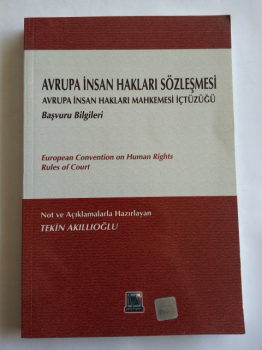 AVRUPA İNSAN HAKLARI SÖZLEŞMESİ
AVRUPA İNSAN HAKLARI MAHKEMESİ İÇTÜZÜĞÜ
Başvuru Bilgileri
European Convention on Human Rights
Rules of Court
Not ve Açıklamalarla Hazırlayan
TEKİN AKILLIOĞLU